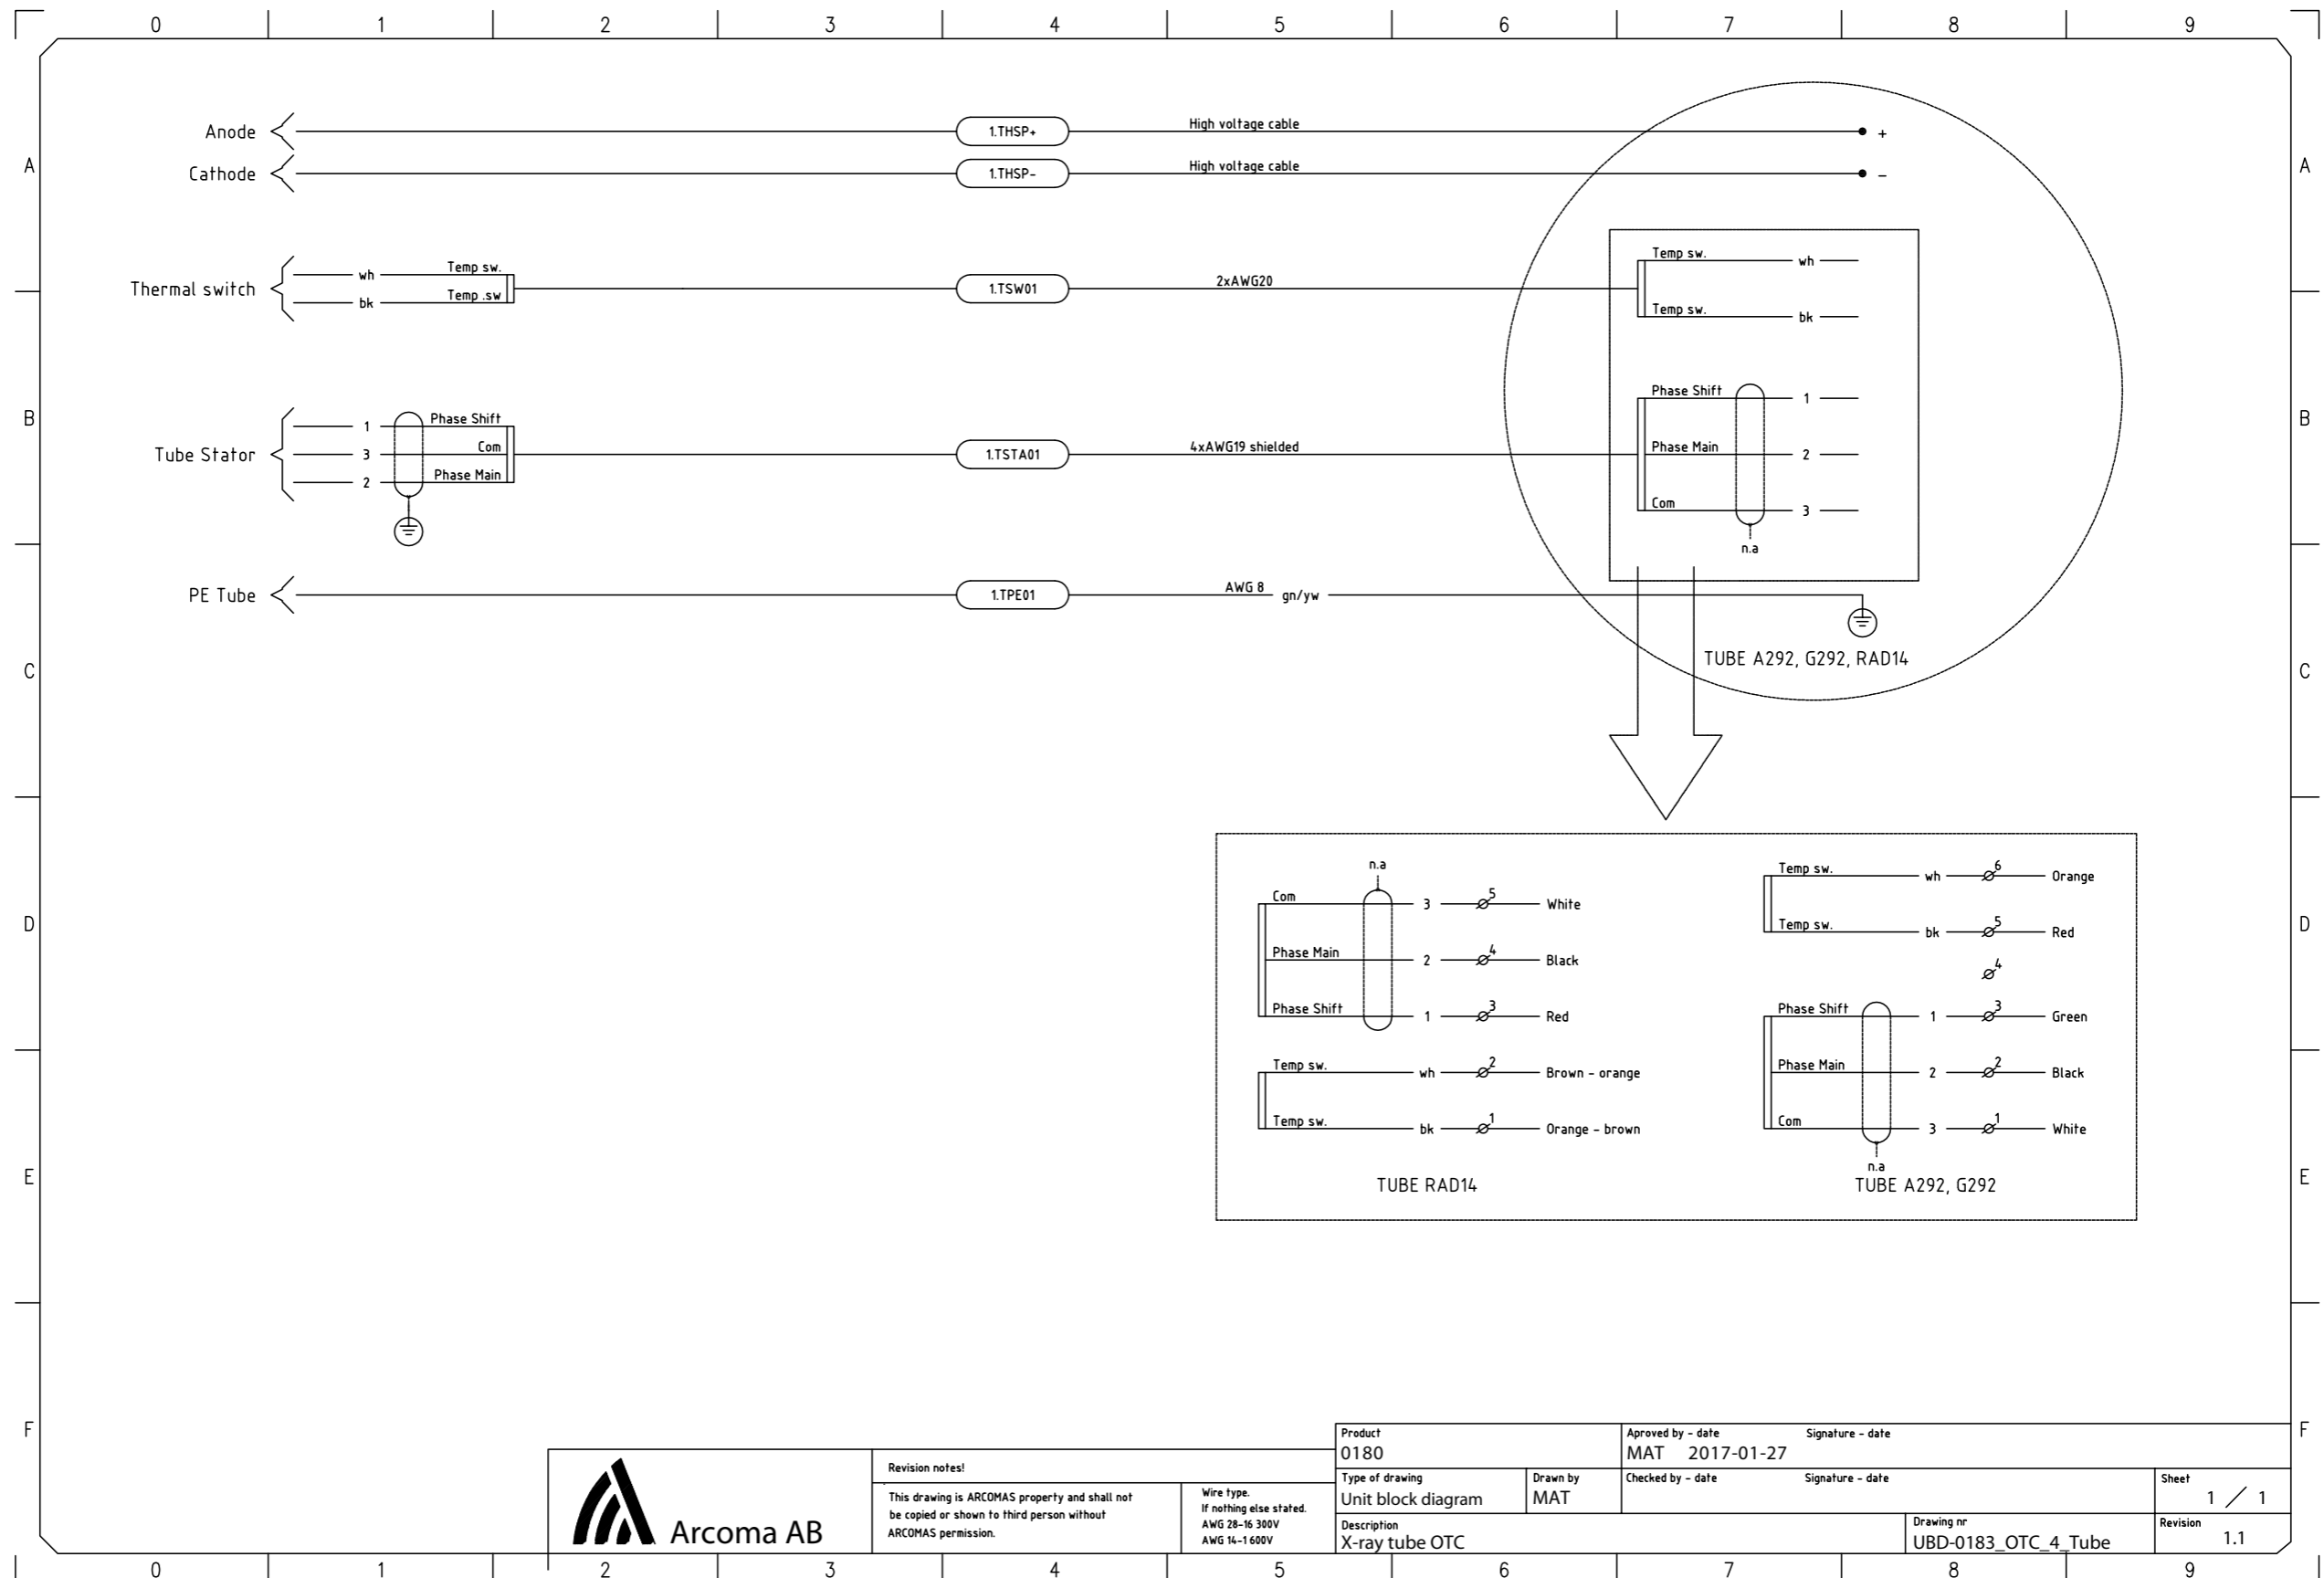 0 1 2 3 4 5 6 7 8 9
Anode 1.THSP+ High voltage cable +
A Cathode 1.THSP- High voltage cable - A
Temp sw. wh
wh Temp sw.
Thermal switch 1.TSW01 2xAWG20
bk Temp .sw
Temp sw. bk
Phase Shift 1
B B
1 Phase Shift
Tube Stator 3 Com 1.TSTA01 4xAWG19 shielded Phase Main 2
2 Phase Main
Com 3
n.a
PE Tube 1.TPE01 AWG 8 gn/yw
TUBE A292, G292, RAD14
C C
n.a
Com 3 5 White
Phase Main 2 4 Black
Phase Shift 1 3 Red
Temp sw. wh 2 Brown - orange
Temp sw. bk 1 Orange - brown
TUBE RAD14
Temp sw. wh 6 Orange
Temp sw. bk 5 Red
4
Phase Shift 1 3 Green
Phase Main 2 2 Black
Com 3 1 White
n.a
TUBE A292, G292
D D
E E
F F
Arcoma AB
Revision notes!
This drawing is ARCOMAS property and shall not
be copied or shown to third person without
ARCOMAS permission.
Wire type.
If nothing else stated.
AWG 28-16 300V
AWG 14-1 600V
Product
0180
Aproved by - date Signature - date
MAT 2017-01-27
Type of drawing
Unit block diagram
Drawn by
MAT
Checked by - date Signature - date
Sheet
1 / 1
Description
X-ray tube OTC
Drawing nr
UBD-0183_OTC_4_Tube
Revision
1.1
0 1 2 3 4 5 6 7 8 9